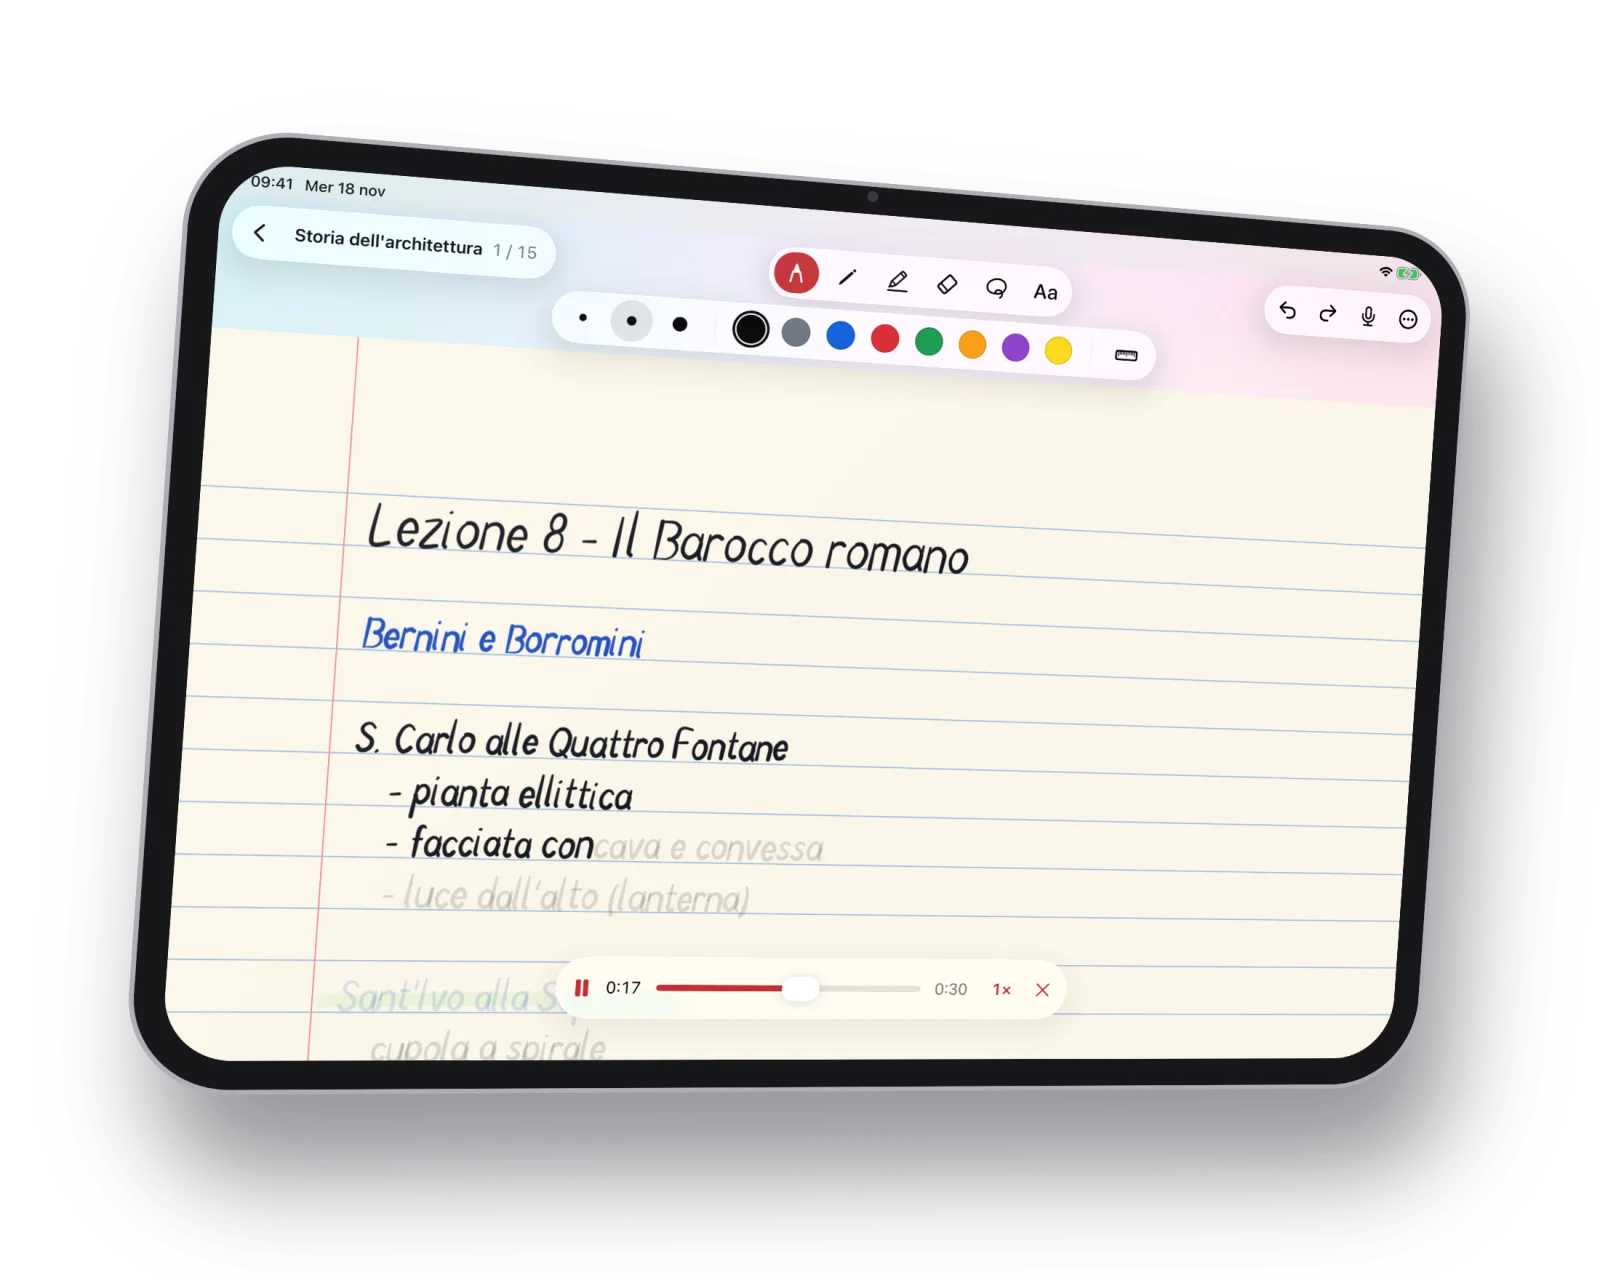 09:41 Mer 18 nov
Storia dell'architettura 1 / 15
Aa
Lezione 8 - Il Barocco romano
Bernini e Borromini
S. Carlo alle Quattro Fontane
- pianta ellittica
- facciata concava e convessa
- luce dall'alto (lanterna)
Sant'Ivo alla S
cupola a spirale
0:17 0:30 1×